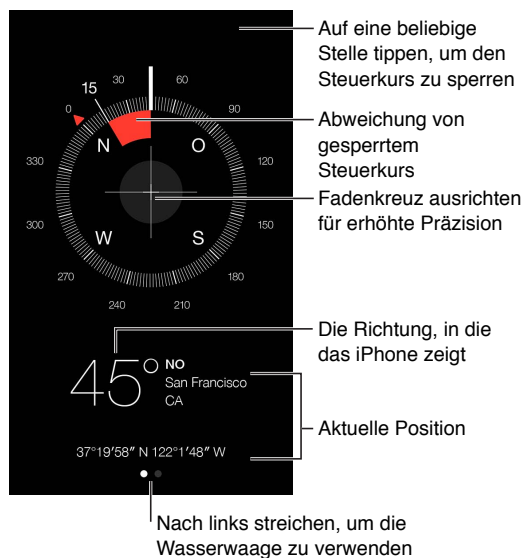 Auf eine beliebige
Stelle tippen, um den
Steuerkurs zu sperren
15
30
60
0
90
N
O
330
120
300
150
W
S
270
180
240
210
Abweichung von
gesperrtem
Steuerkurs
Fadenkreuz ausrichten
für erhöhte Präzision
Die Richtung, in die
das iPhone zeigt
45° NO
San Francisco
CA
Aktuelle Position
37°19′58″ N 122°1′48″ W
Nach links streichen, um die
Wasserwaage zu verwenden